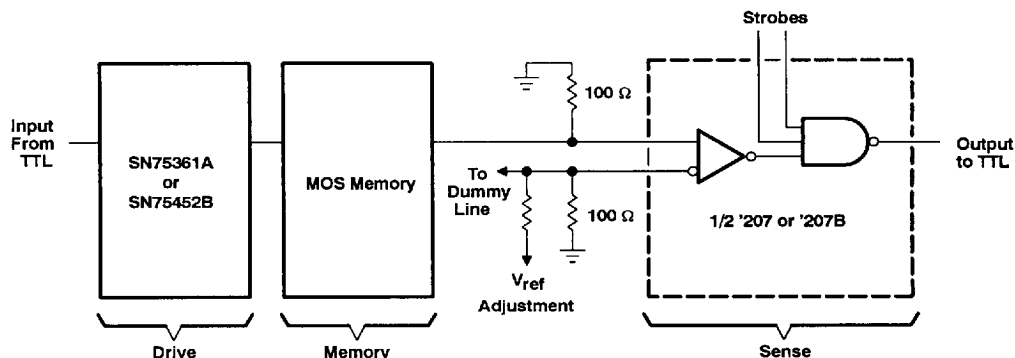 Strobes
100 Ω
Input
From
TTL
SN75361A
or
SN75452B
MOS Memory
To
Dummy
Line
100 Ω
Vref
Adjustment
1/2 '207 or '207B
Output
to TTL
Drive
Memory
Sense